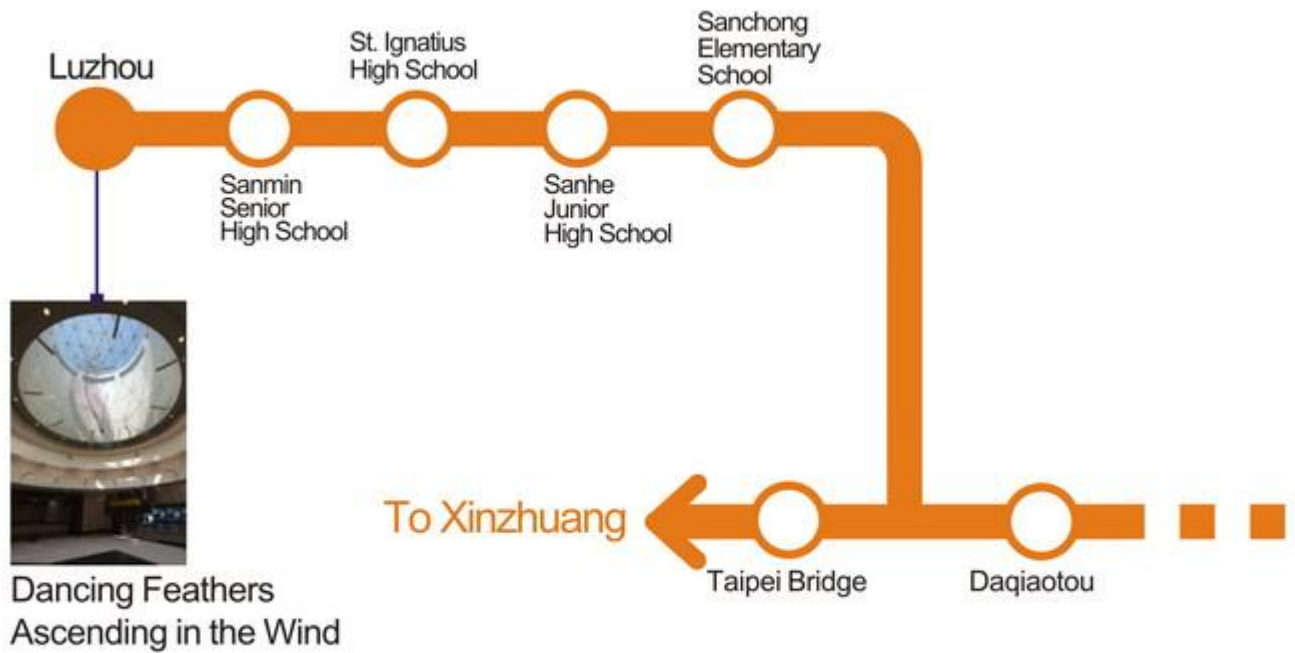 Luzhou
St. Ignatius
High School
Sanchong
Elementary
School
Sanmin
Senior
High School
Sanhe
Junior
High School
To Xinzhuang
Taipei Bridge
Daqiaotou
Dancing Feathers
Ascending in the Wind